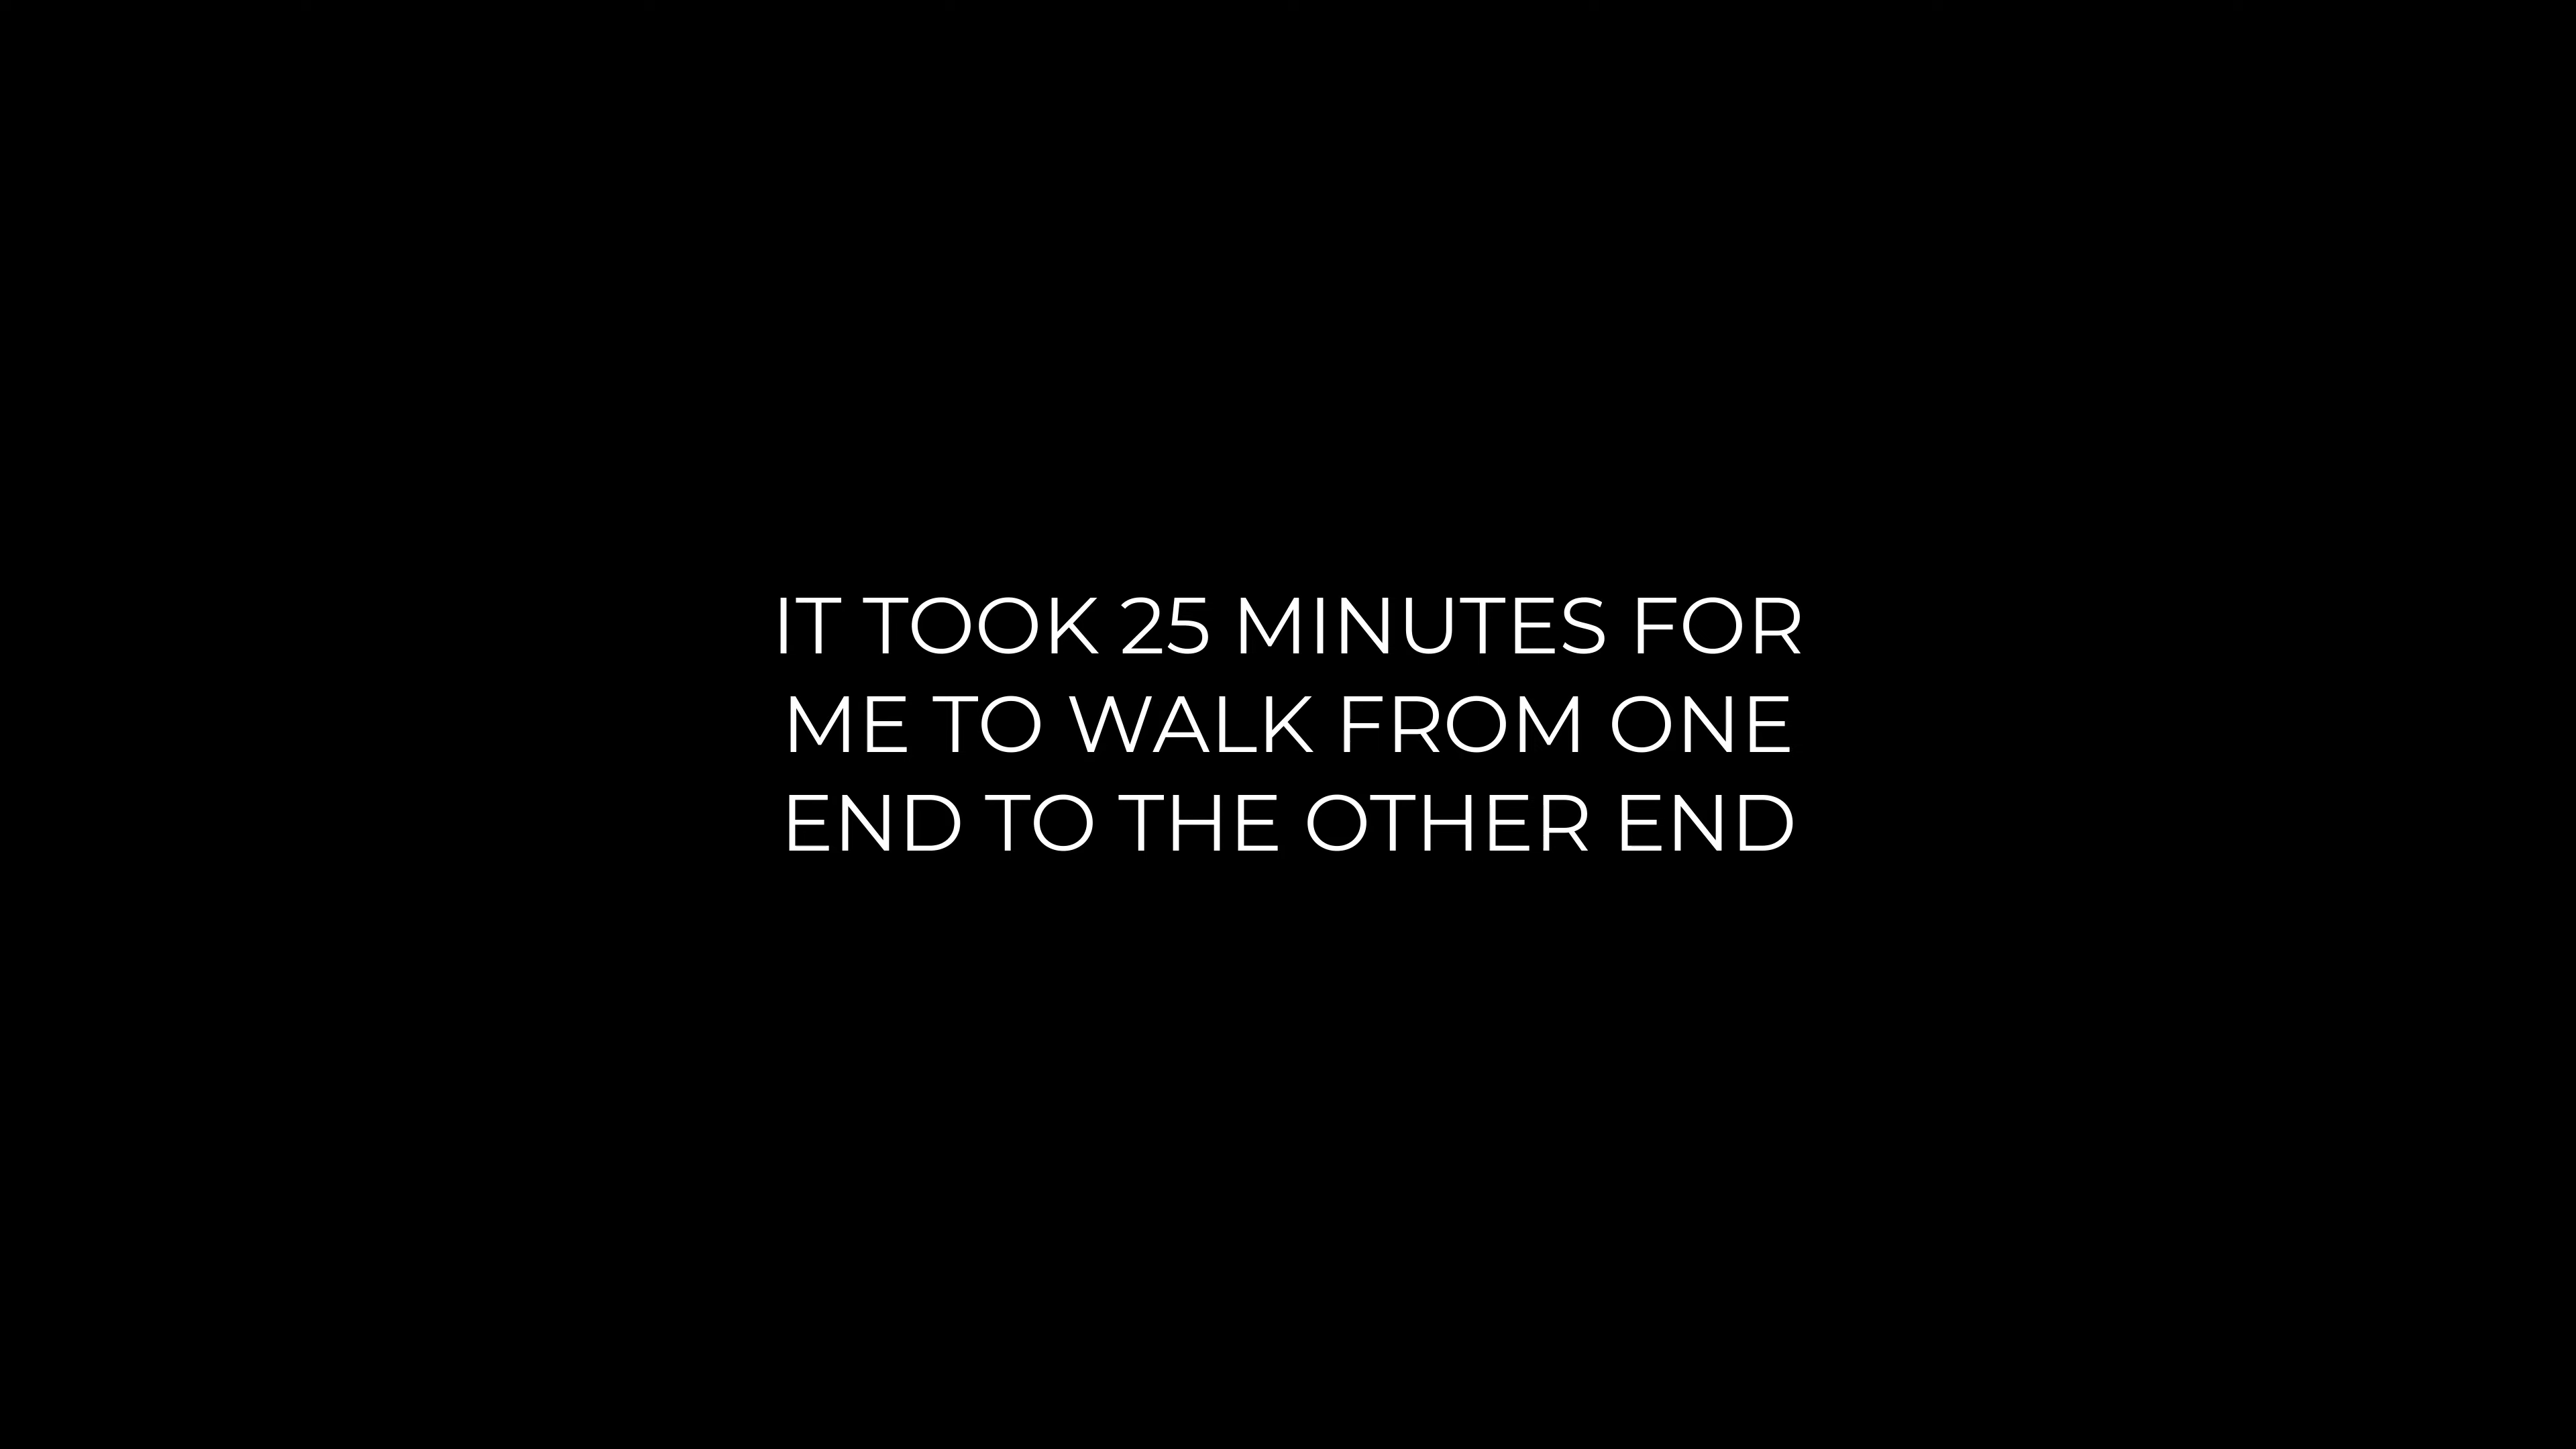 IT TOOK 25 MINUTES FOR
ME TO WALK FROM ONE
END TO THE OTHER END